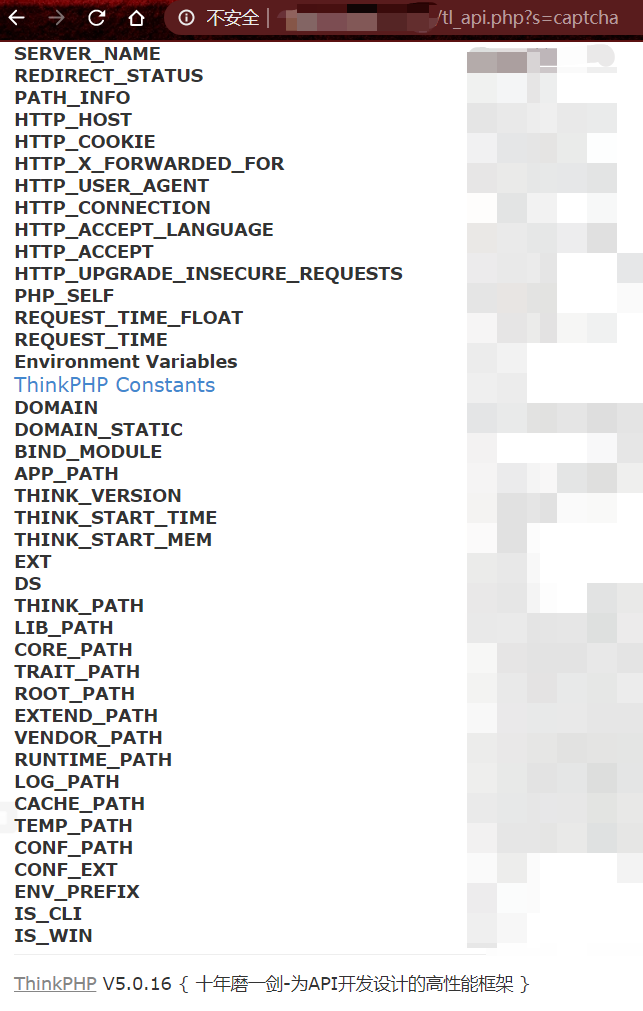 不安全 | /tl_api.php?s=captcha
SERVER_NAME
REDIRECT_STATUS
PATH_INFO
HTTP_HOST
HTTP_COOKIE
HTTP_X_FORWARDED_FOR
HTTP_USER_AGENT
HTTP_CONNECTION
HTTP_ACCEPT_LANGUAGE
HTTP_ACCEPT
HTTP_UPGRADE_INSECURE_REQUESTS
PHP_SELF
REQUEST_TIME_FLOAT
REQUEST_TIME
Environment Variables
ThinkPHP Constants
DOMAIN
DOMAIN_STATIC
BIND_MODULE
APP_PATH
THINK_VERSION
THINK_START_TIME
THINK_START_MEM
EXT
DS
THINK_PATH
LIB_PATH
CORE_PATH
TRAIT_PATH
ROOT_PATH
EXTEND_PATH
VENDOR_PATH
RUNTIME_PATH
LOG_PATH
CACHE_PATH
TEMP_PATH
CONF_PATH
CONF_EXT
ENV_PREFIX
IS_CLI
IS_WIN
ThinkPHP V5.0.16 { 十年磨一剑-为API开发设计的高性能框架 }